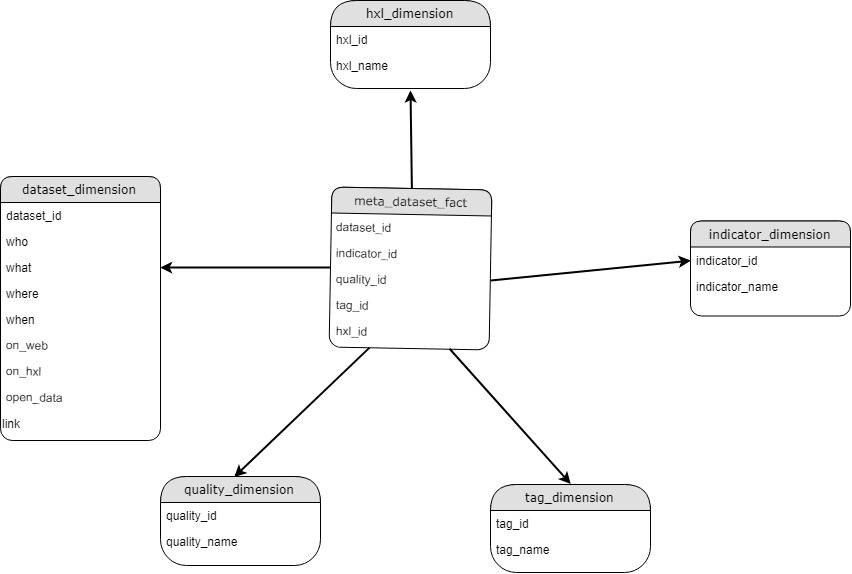 hxl_dimension
hxl_id
hxl_name
dataset_dimension
dataset_id
who
what
where
when
on_web
on_hxl
open_data
link
meta_dataset_fact
dataset_id
indicator_id
quality_id
tag_id
hxl_id
indicator_dimension
indicator_id
indicator_name
quality_dimension
quality_id
quality_name
tag_dimension
tag_id
tag_name